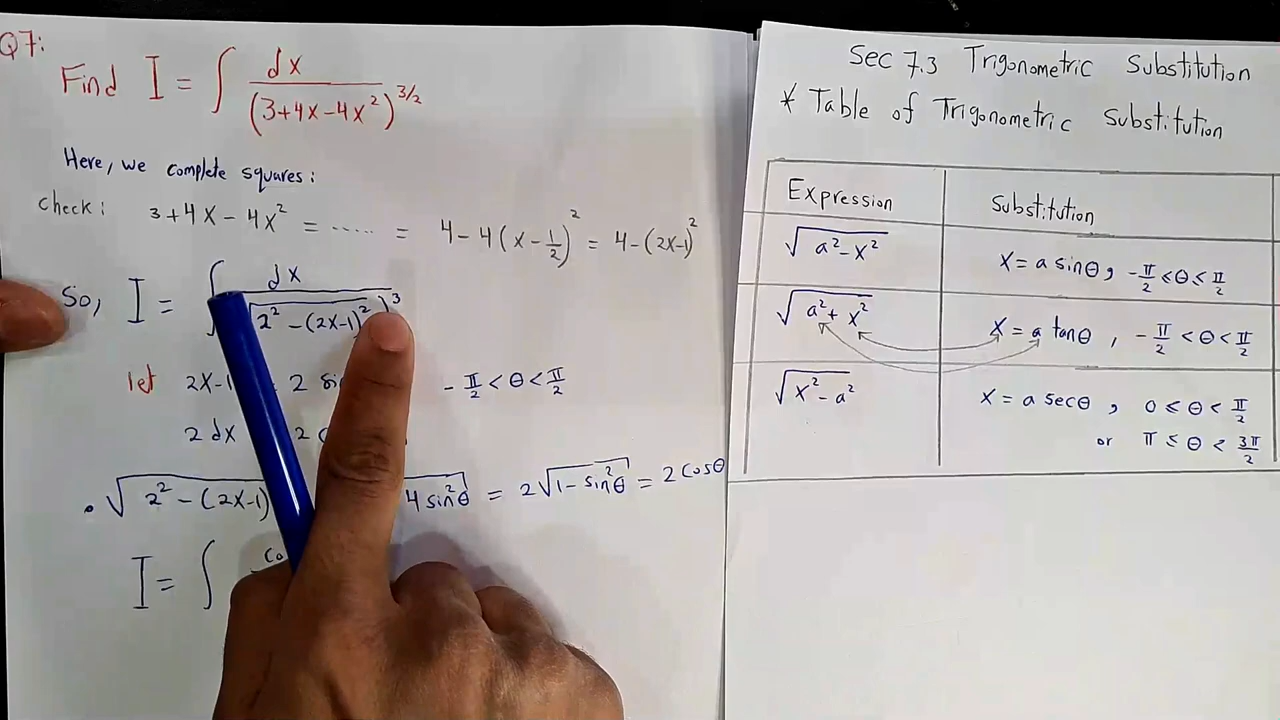 Q7:
Find I = ∫ dx / (3+4x-4x²)^{3/2}
Here, we complete squares:
check: 3+4x-4x² = ..... = 4-4(x-1/2)² = 4-(2x-1)²
So, I = ∫ dx / √(2²-(2x-1)²)³
let 2x-1 2 sin -π/2 < θ < π/2
2 dx 2
• √(2²-(2x-1) 4 sin²θ = 2√(1-sin²θ) = 2 cosθ
I = ∫ co
Sec 7.3 Trigonometric Substitution
* Table of Trigonometric Substitution
Expression Substitution
√(a²-x²) x = a sinθ, -π/2 ≤ θ ≤ π/2
√(a²+x²) x = a tanθ, -π/2 < θ < π/2
√(x²-a²) x = a secθ, 0 ≤ θ < π/2
or π ≤ θ < 3π/2